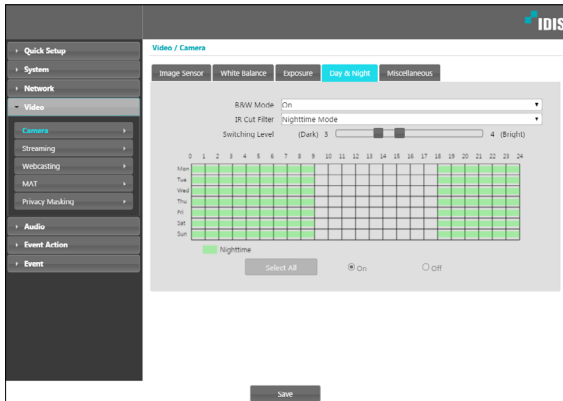 IDIS
Quick Setup
System
Network
Video
Camera
Streaming
Webcasting
MAT
Privacy Masking
Audio
Event Action
Event
Video / Camera
Image Sensor White Balance Exposure Day & Night Miscellaneous
B&W Mode On
IR Cut Filter Nighttime Mode
Switching Level (Dark) 3 4 (Bright)
0 1 2 3 4 5 6 7 8 9 10 11 12 13 14 15 16 17 18 19 20 21 22 23 24
Mon
Tue
Wed
Thu
Fri
Sat
Sun
Nighttime
Select All On Off
Save